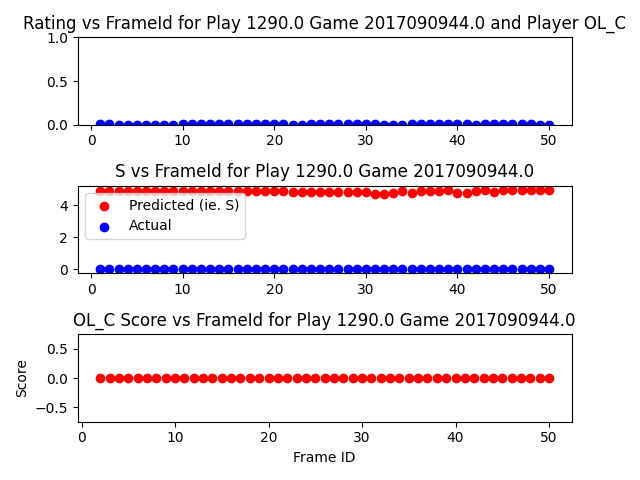 Rating vs FrameId for Play 1290.0 Game 2017090944.0 and Player OL_C
1.0
0.5
0.0
0 10 20 30 40 50
S vs FrameId for Play 1290.0 Game 2017090944.0
4
2
0
Predicted (ie. S)
Actual
0 10 20 30 40 50
OL_C Score vs FrameId for Play 1290.0 Game 2017090944.0
0.5
0.0
−0.5
Score
0 10 20 30 40 50
Frame ID